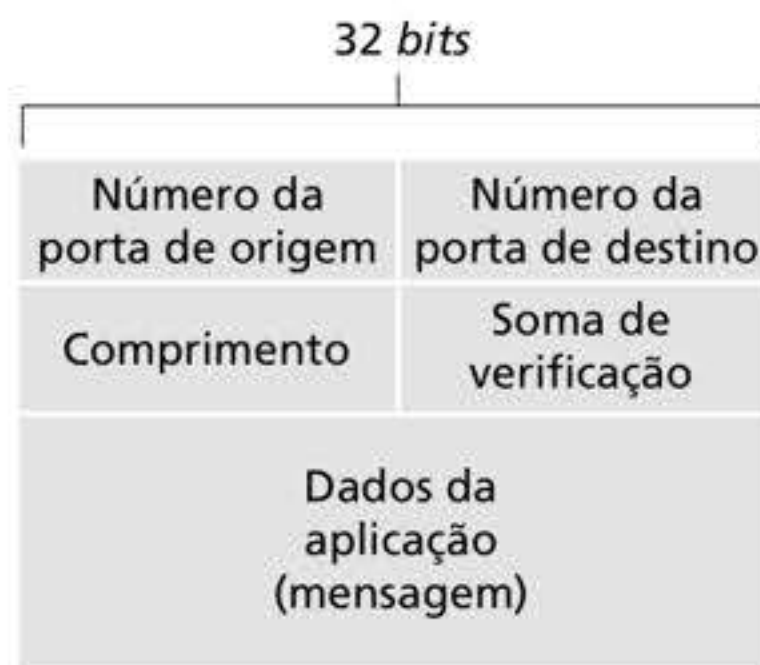 32 bits
Número da
porta de origem
Número da
porta de destino
Comprimento
Soma de
verificação
Dados da
aplicação
(mensagem)